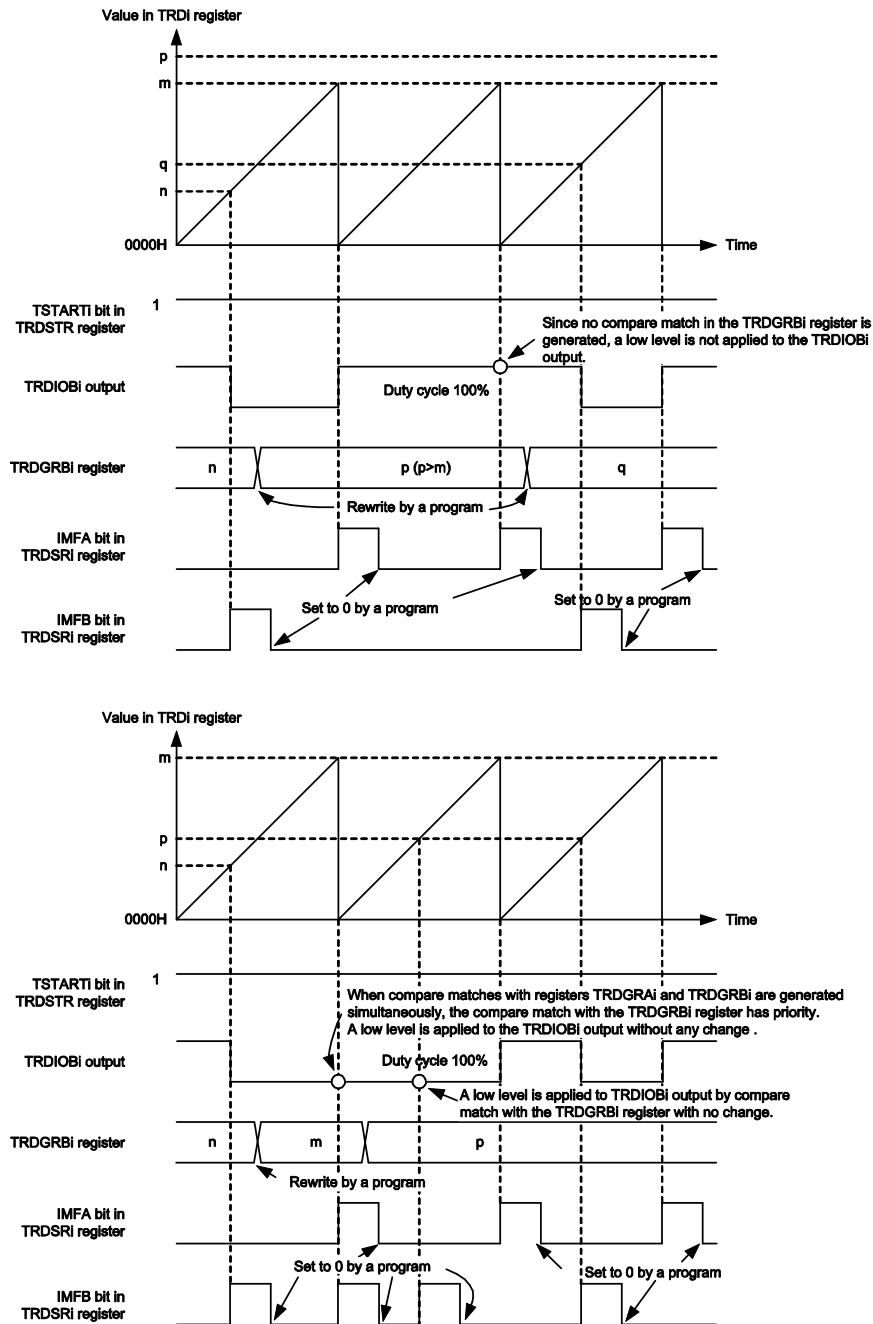 Value in TRDi register
p
m
q
n
0000H
Time
TSTARTi bit in
TRDSTR register
1
Since no compare match in the TRDGRBi register is
generated, a low level is not applied to the TRDIOBi
output.
TRDIOBi output
Duty cycle 100%
TRDGRBi register
n
p (p>m)
q
Rewrite by a program
IMFA bit in
TRDSRi register
Set to 0 by a program
Set to 0 by a program
IMFB bit in
TRDSRi register
Value in TRDi register
m
p
n
0000H
Time
TSTARTi bit in
TRDSTR register
1
When compare matches with registers TRDGRAi and TRDGRBi are generated
simultaneously, the compare match with the TRDGRBi register has priority.
A low level is applied to the TRDIOBi output without any change .
TRDIOBi output
Duty cycle 100%
A low level is applied to TRDIOBi output by compare
match with the TRDGRBi register with no change.
TRDGRBi register
n
m
p
Rewrite by a program
IMFA bit in
TRDSRi register
Set to 0 by a program
Set to 0 by a program
IMFB bit in
TRDSRi register